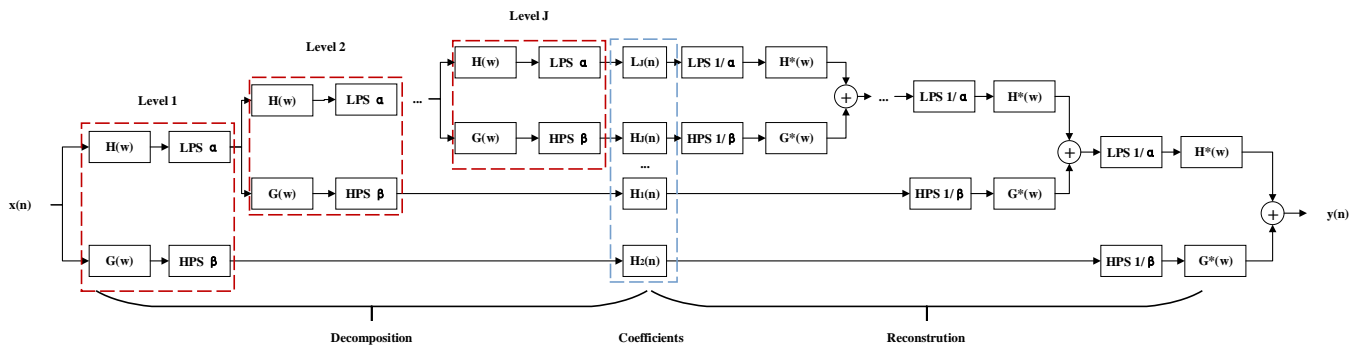 Level J
Level 2
Level 1
H(w) LPS α LJ(n) LPS 1/α H*(w)
H(w) LPS α ... ... LPS 1/α H*(w)
G(w) HPS β HJ(n) HPS 1/β G*(w)
H(w) LPS α ... LPS 1/α H*(w)
G(w) HPS β H1(n) HPS 1/β G*(w)
x(n) y(n)
G(w) HPS β H2(n) HPS 1/β G*(w)
Decomposition Coefficients Reconstrution